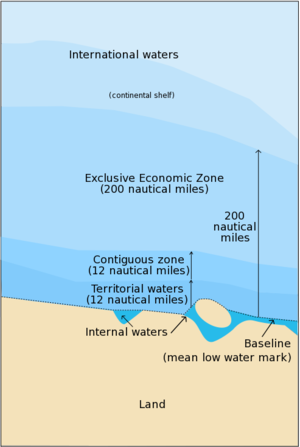 International waters
(continental shelf)
Exclusive Economic Zone
(200 nautical miles)
200
nautical
miles
Contiguous zone
(12 nautical miles)
Territorial waters
(12 nautical miles)
Internal waters
Baseline
(mean low water mark)
Land